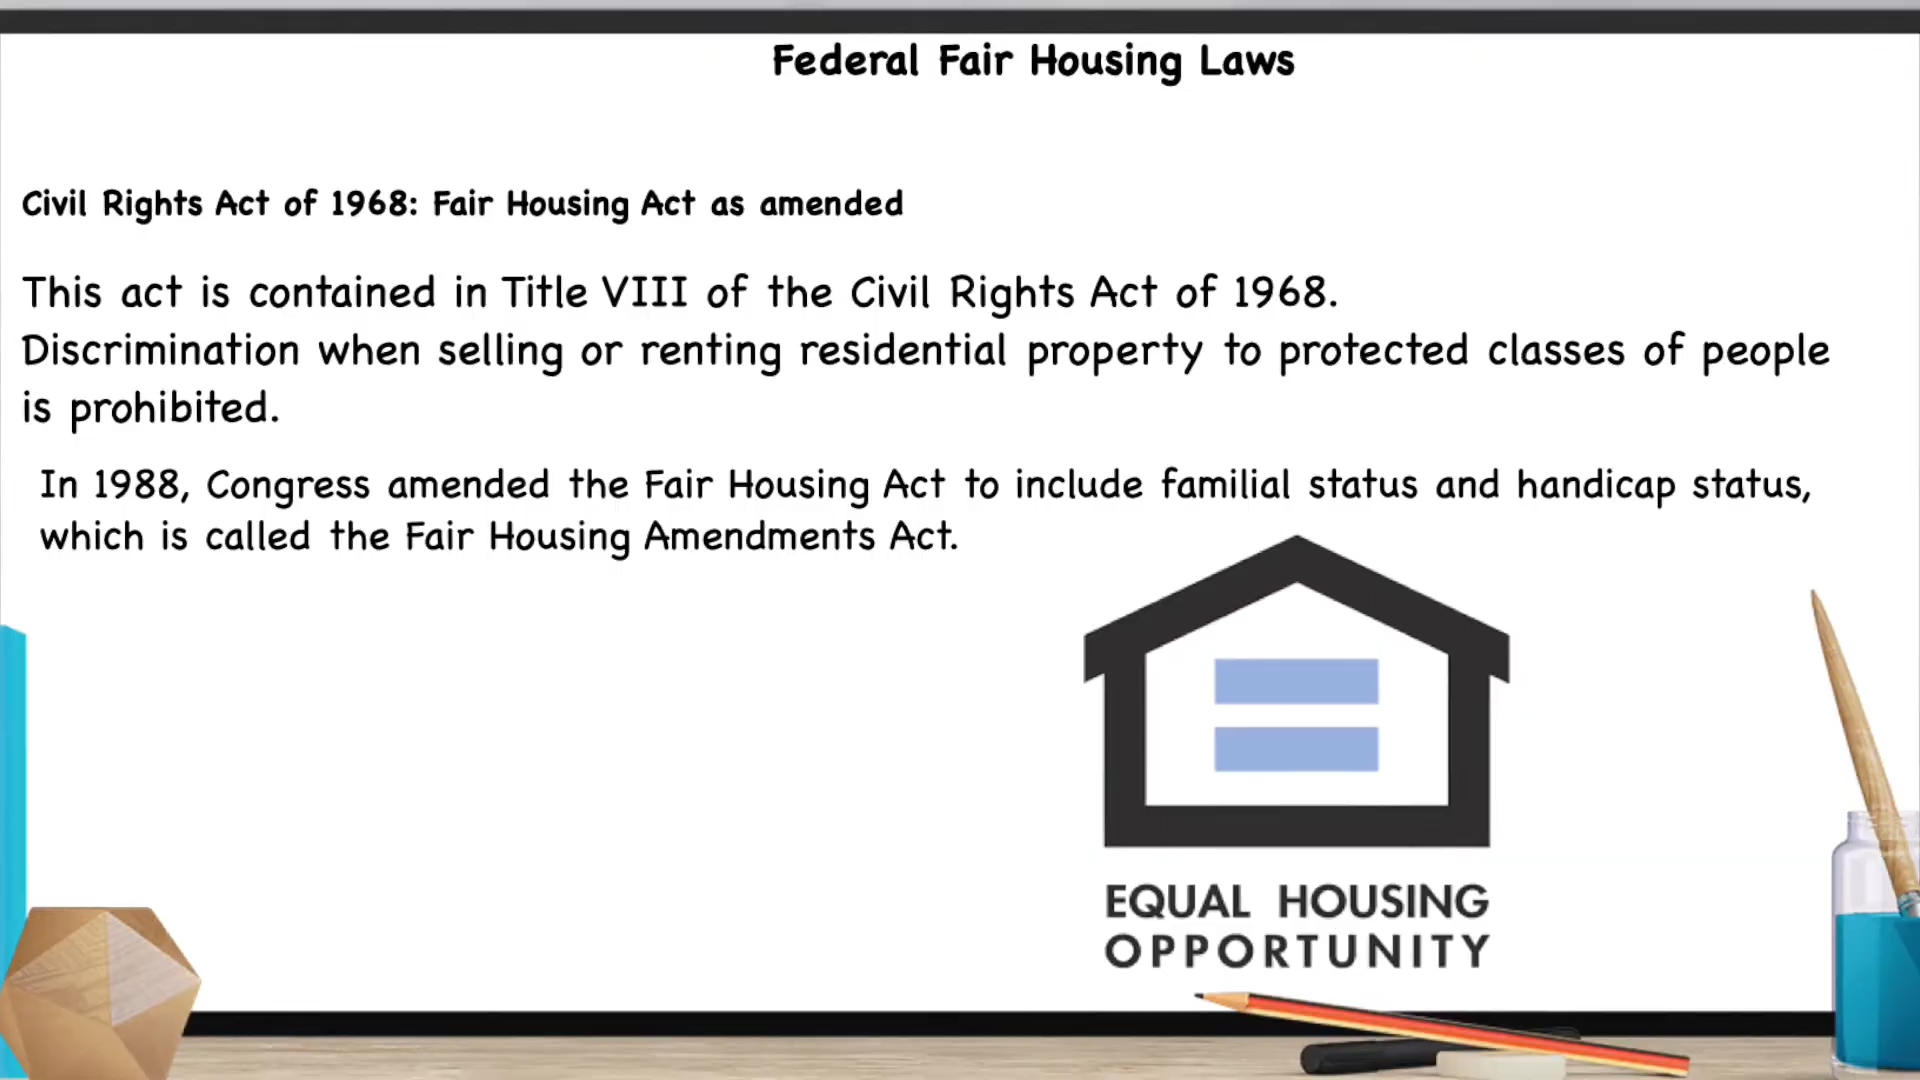 Federal Fair Housing Laws
Civil Rights Act of 1968: Fair Housing Act as amended
This act is contained in Title VIII of the Civil Rights Act of 1968.
Discrimination when selling or renting residential property to protected classes of people
is prohibited.
In 1988, Congress amended the Fair Housing Act to include familial status and handicap status,
which is called the Fair Housing Amendments Act.
EQUAL HOUSING
OPPORTUNITY